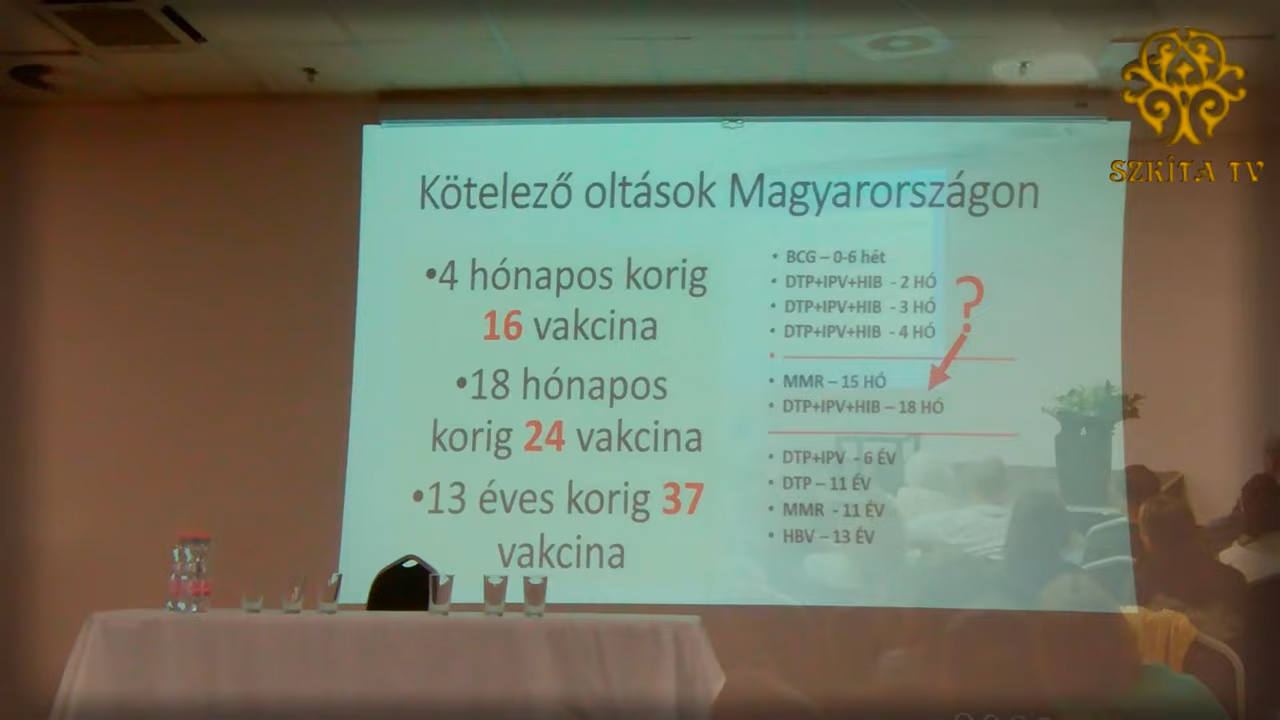 SZKÍTA TV
Kötelező oltások Magyarországon
•4 hónapos korig
16 vakcina
•18 hónapos
korig 24 vakcina
•13 éves korig 37
vakcina
• BCG – 0-6 hét
• DTP+IPV+HIB - 2 HÓ
• DTP+IPV+HIB - 3 HÓ
• DTP+IPV+HIB - 4 HÓ
?
• MMR – 15 HÓ
• DTP+IPV+HIB – 18 HÓ
• DTP+IPV - 6 ÉV
• DTP – 11 ÉV
• MMR - 11 ÉV
• HBV – 13 ÉV